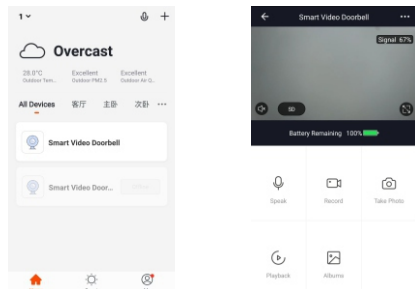 1
Overcast
28.0°C Excellent Excellent
Outdoor Tem... Outdoor PM2.5 Outdoor Air Q...
All Devices 客厅 主卧 次卧 ...
Smart Video Doorbell
Smart Video Door...
Smart Video Doorbell ...
Signal 67%
SD
Battery Remaining 100%
Speak Record Take Photo
Playback Albums